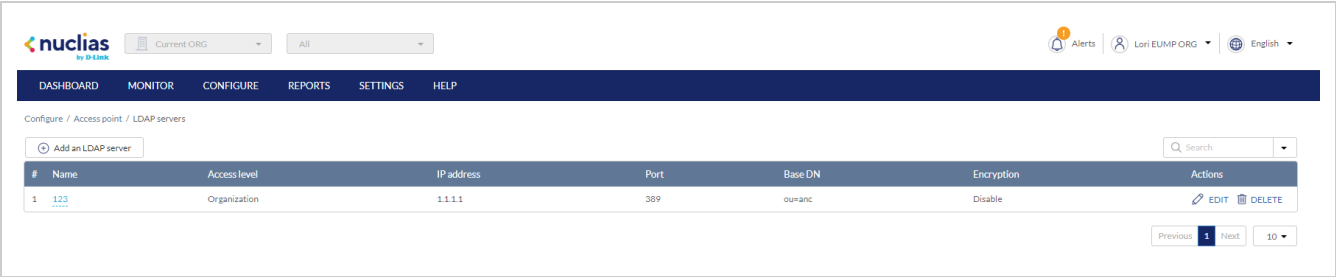 nuclias
by D-Link
Current ORG
All
!
Alerts
Lori EUMP ORG
English
DASHBOARD MONITOR CONFIGURE REPORTS SETTINGS HELP
Configure / Access point / LDAP servers
Add an LDAP server
Search
# Name Access level IP address Port Base DN Encryption Actions
1 123 Organization 1.1.1.1 389 ou=anc Disable EDIT DELETE
Previous 1 Next 10